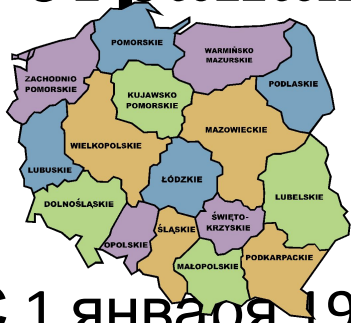 POMORSKIE
WARMIŃSKO
MAZURSKIE
ZACHODNIO
POMORSKIE
PODLASKIE
KUJAWSKO
POMORSKIE
MAZOWIECKIE
WIELKOPOLSKIE
LUBUSKIE
ŁÓDZKIE
DOLNOŚLĄSKIE
LUBELSKIE
ŚWIĘTO-
KRZYSKIE
ŚLĄSKIE
OPOLSKIE
PODKARPACKIE
MAŁOPOLSKIE
С 1 января 19